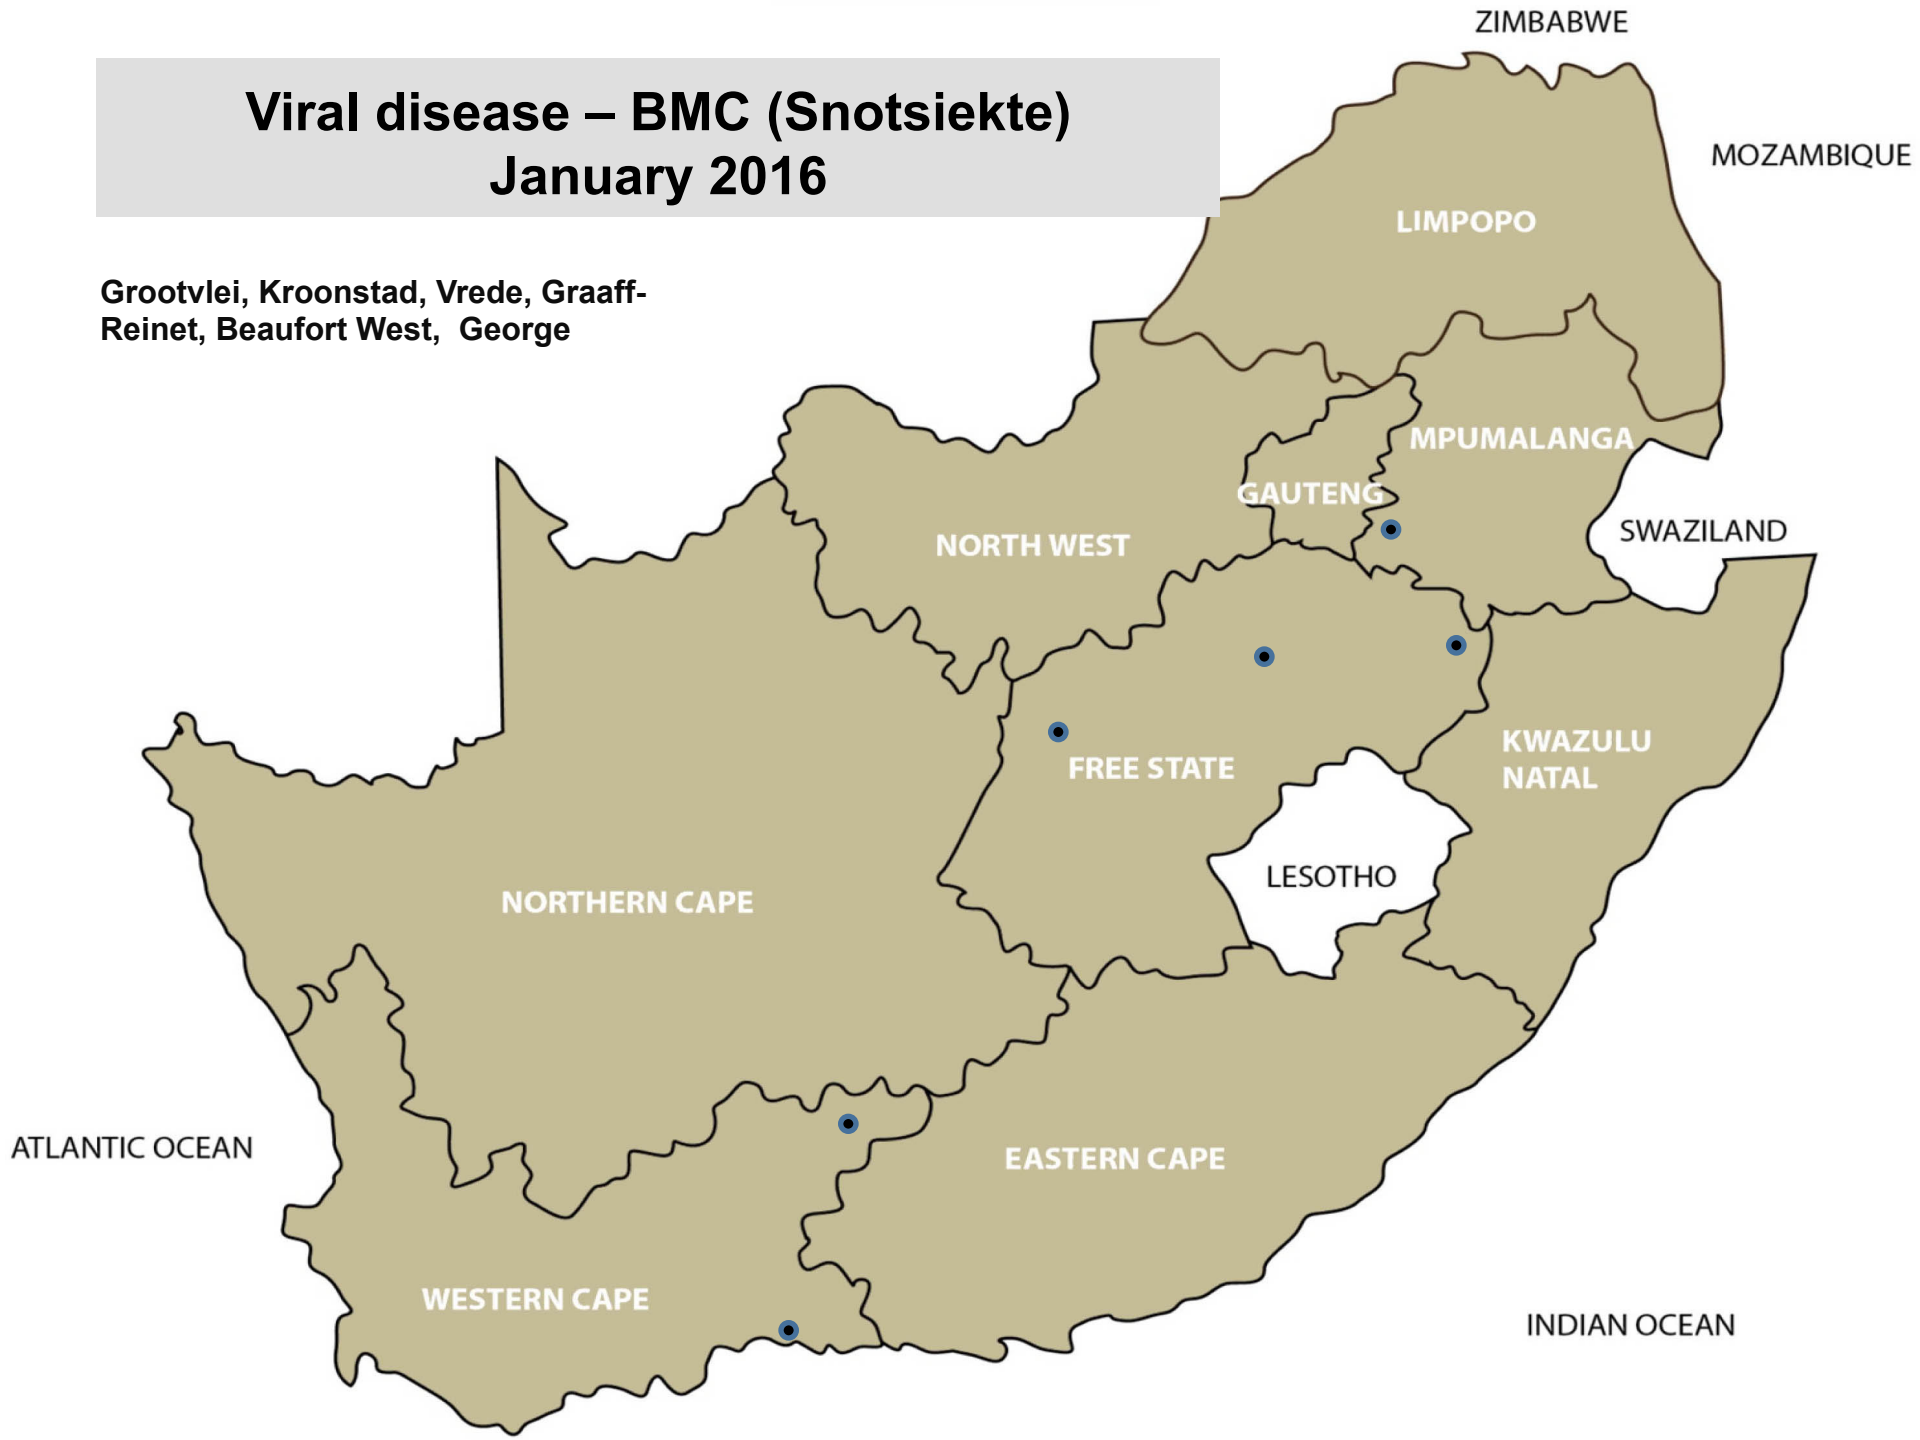 ZIMBABWE
Viral disease – BMC (Snotsiekte)
January 2016
MOZAMBIQUE
LIMPOPO
Grootvlei, Kroonstad, Vrede, Graaff-
Reinet, Beaufort West,  George
MPUMALANGA
GAUTENG
SWAZILAND
NORTH WEST
KWAZULU
NATAL
FREE STATE
LESOTHO
NORTHERN CAPE
ATLANTIC OCEAN
EASTERN CAPE
WESTERN CAPE
INDIAN OCEAN